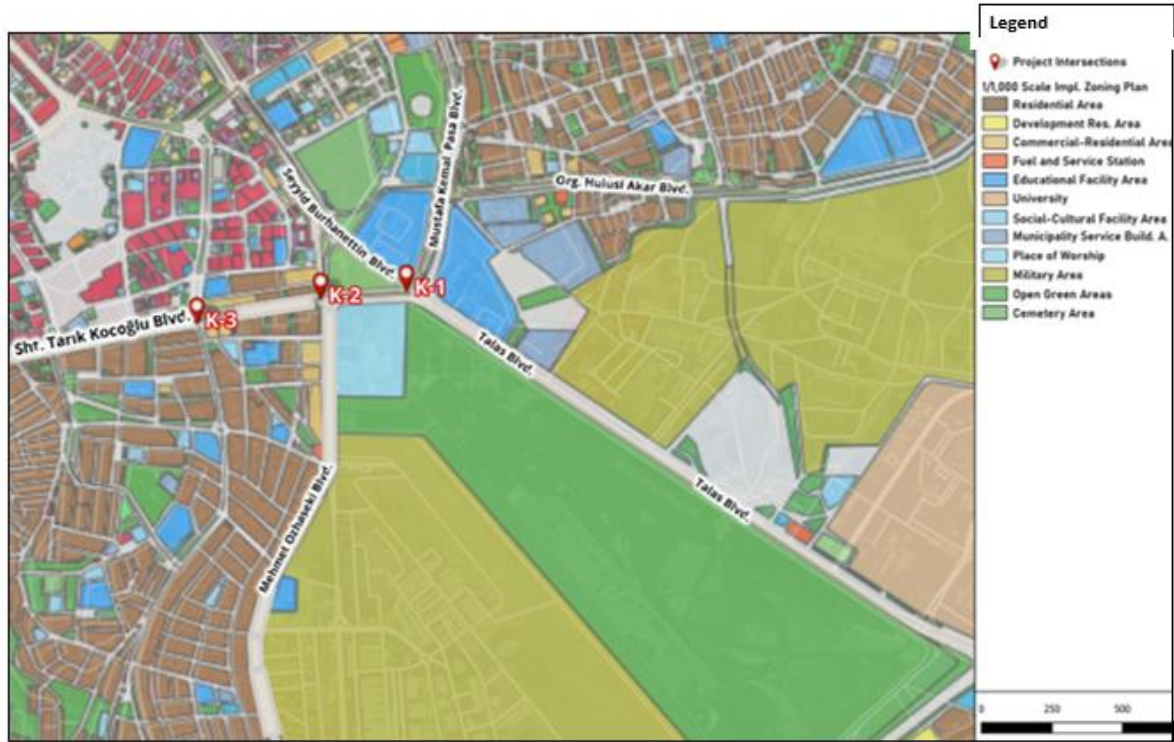 Legend
Project Intersections
1/1,000 Scale Impl. Zoning Plan
Residential Area
Development Res. Area
Commercial-Residential Area
Fuel and Service Station
Educational Facility Area
University
Social-Cultural Facility Area
Municipality Service Build. A.
Place of Worship
Military Area
Open Green Areas
Cemetery Area
Mustafa Kemal Paşa Blvd.
Seyyid Burhanettin Blvd.
Org. Hulusi Akar Blvd.
K-1
K-2
K-3
Sht. Tarık Kocoğlu Blvd.
Talas Blvd.
Talas Blvd.
Mehmet Ozhaseki Blvd.
0 250 500